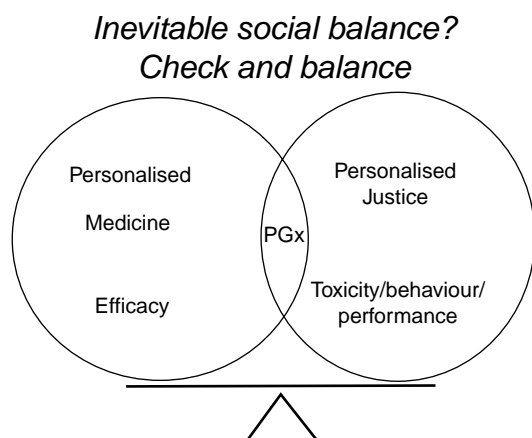 Inevitable social balance?
Check and balance
Personalised
Medicine
Efficacy
PGx
Personalised
Justice
Toxicity/behaviour/
performance